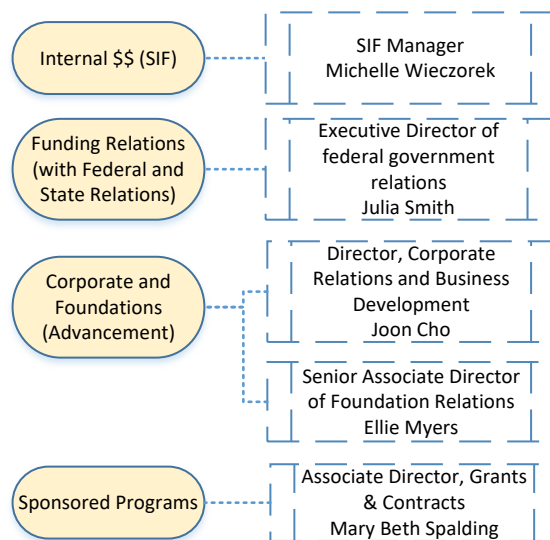 Internal $$ (SIF)
SIF Manager
Michelle Wieczorek
Funding Relations
(with Federal and
State Relations)
Executive Director of
federal government
relations
Julia Smith
Corporate and
Foundations
(Advancement)
Director, Corporate
Relations and Business
Development
Joon Cho
Senior Associate Director
of Foundation Relations
Ellie Myers
Sponsored Programs
Associate Director, Grants
& Contracts
Mary Beth Spalding